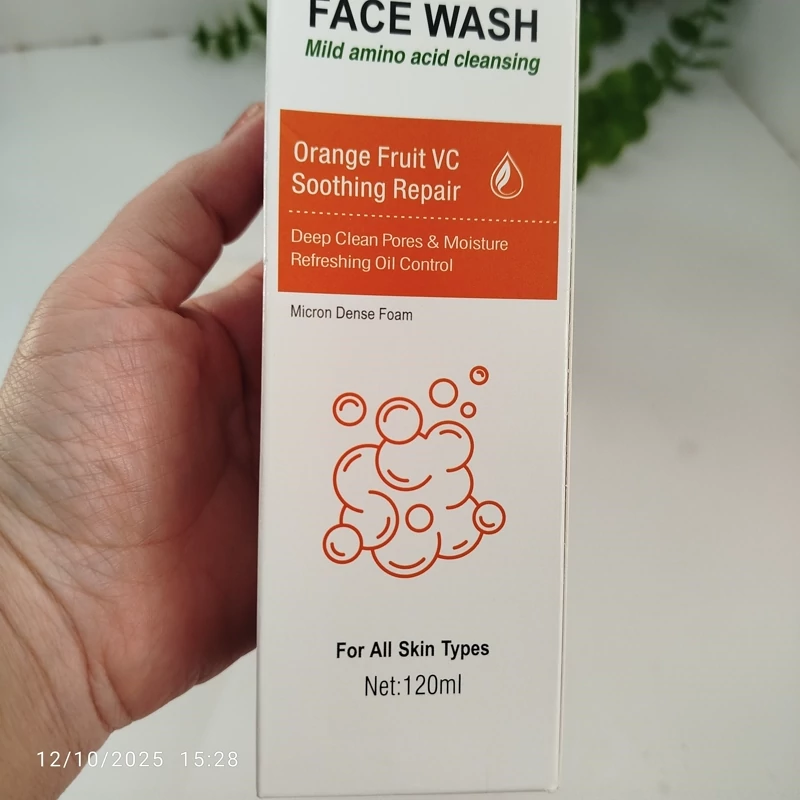 FACE WASH
Mild amino acid cleansing
Orange Fruit VC
Soothing Repair
Deep Clean Pores & Moisture
Refreshing Oil Control
Micron Dense Foam
For All Skin Types
Net:120ml
12/10/2025 15:28